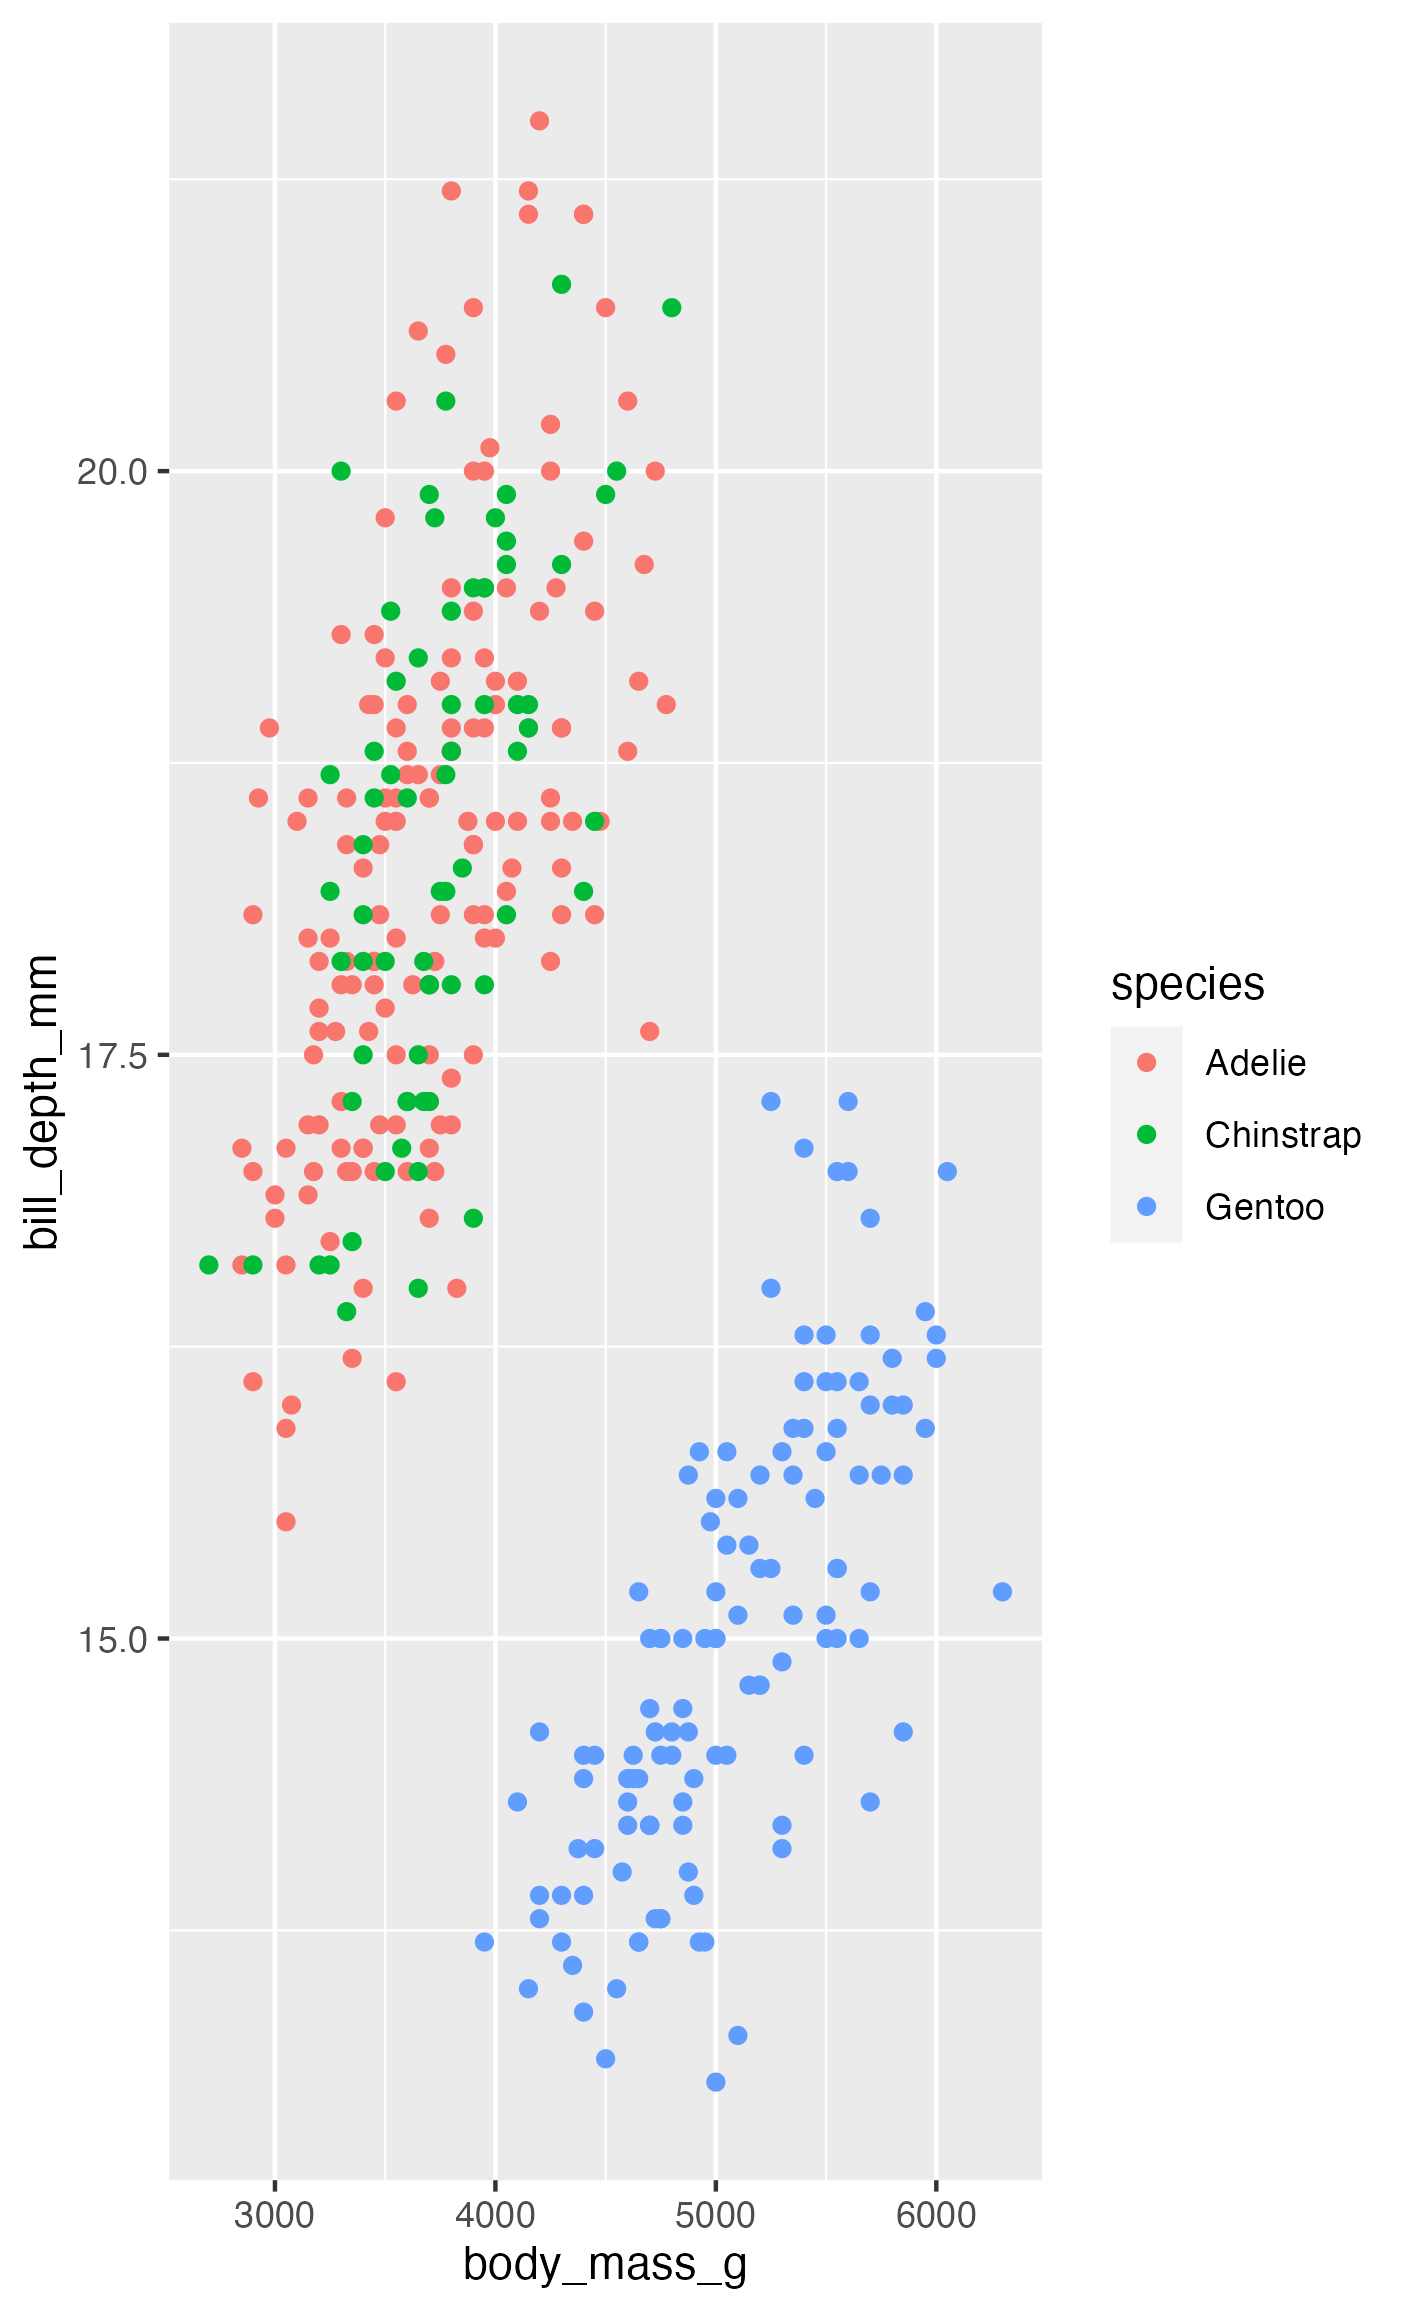 bill_depth_mm
20.0
17.5
15.0
3000 4000 5000 6000
body_mass_g
species
Adelie
Chinstrap
Gentoo